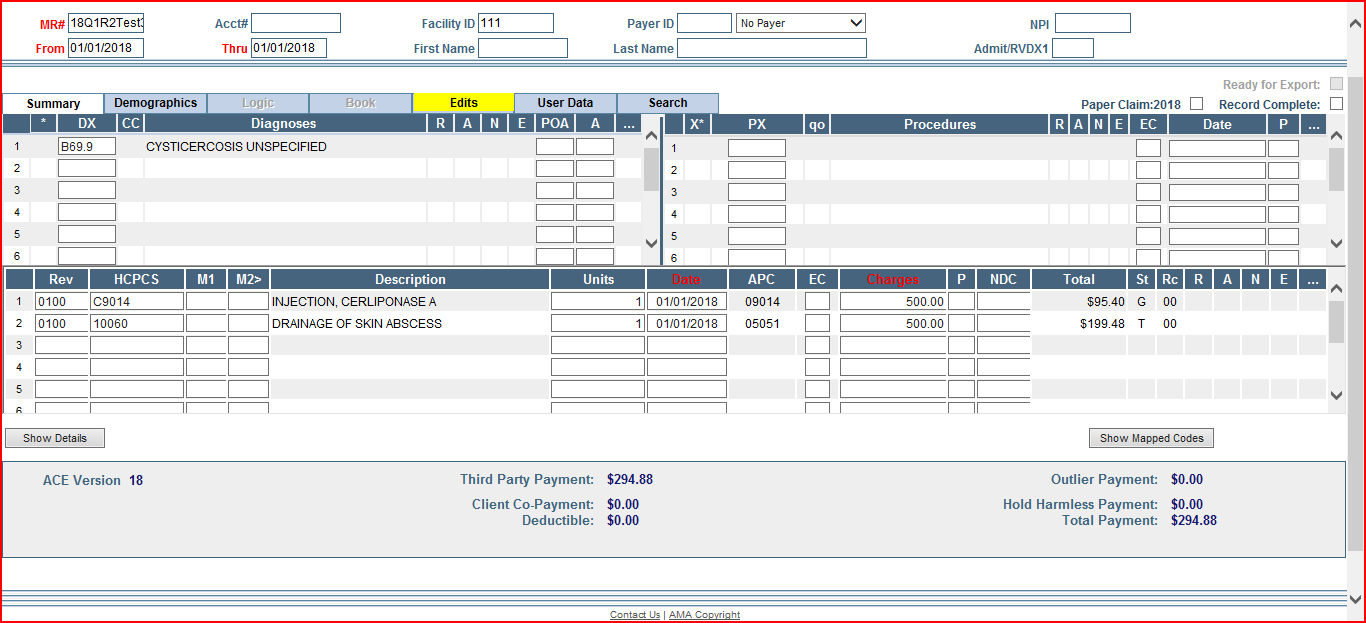 MR# 18Q1R2Test3 Acct# Facility ID 111 Payer ID No Payer NPI
From 01/01/2018 Thru 01/01/2018 First Name Last Name Admit/RVDX1
Ready for Export:
Summary Demographics Logic Book Edits User Data Search Paper Claim:2018 Record Complete:
* DX CC Diagnoses R A N E POA A ... X* PX qo Procedures R A N E EC Date P ...
1 B69.9 CYSTICERCOSIS UNSPECIFIED 1
2 2
3 3
4 4
5 5
6 6
Rev HCPCS M1 M2> Description Units Date APC EC Charges P NDC Total St Rc R A N E ...
1 0100 C9014 INJECTION, CERLIPONASE A 1 01/01/2018 09014 500.00 $95.40 G 00
2 0100 10060 DRAINAGE OF SKIN ABSCESS 1 01/01/2018 05051 500.00 $199.48 T 00
3
4
5
6
Show Details Show Mapped Codes
ACE Version 18 Third Party Payment: $294.88 Outlier Payment: $0.00
Client Co-Payment: $0.00 Hold Harmless Payment: $0.00
Deductible: $0.00 Total Payment: $294.88
Contact Us | AMA Copyright